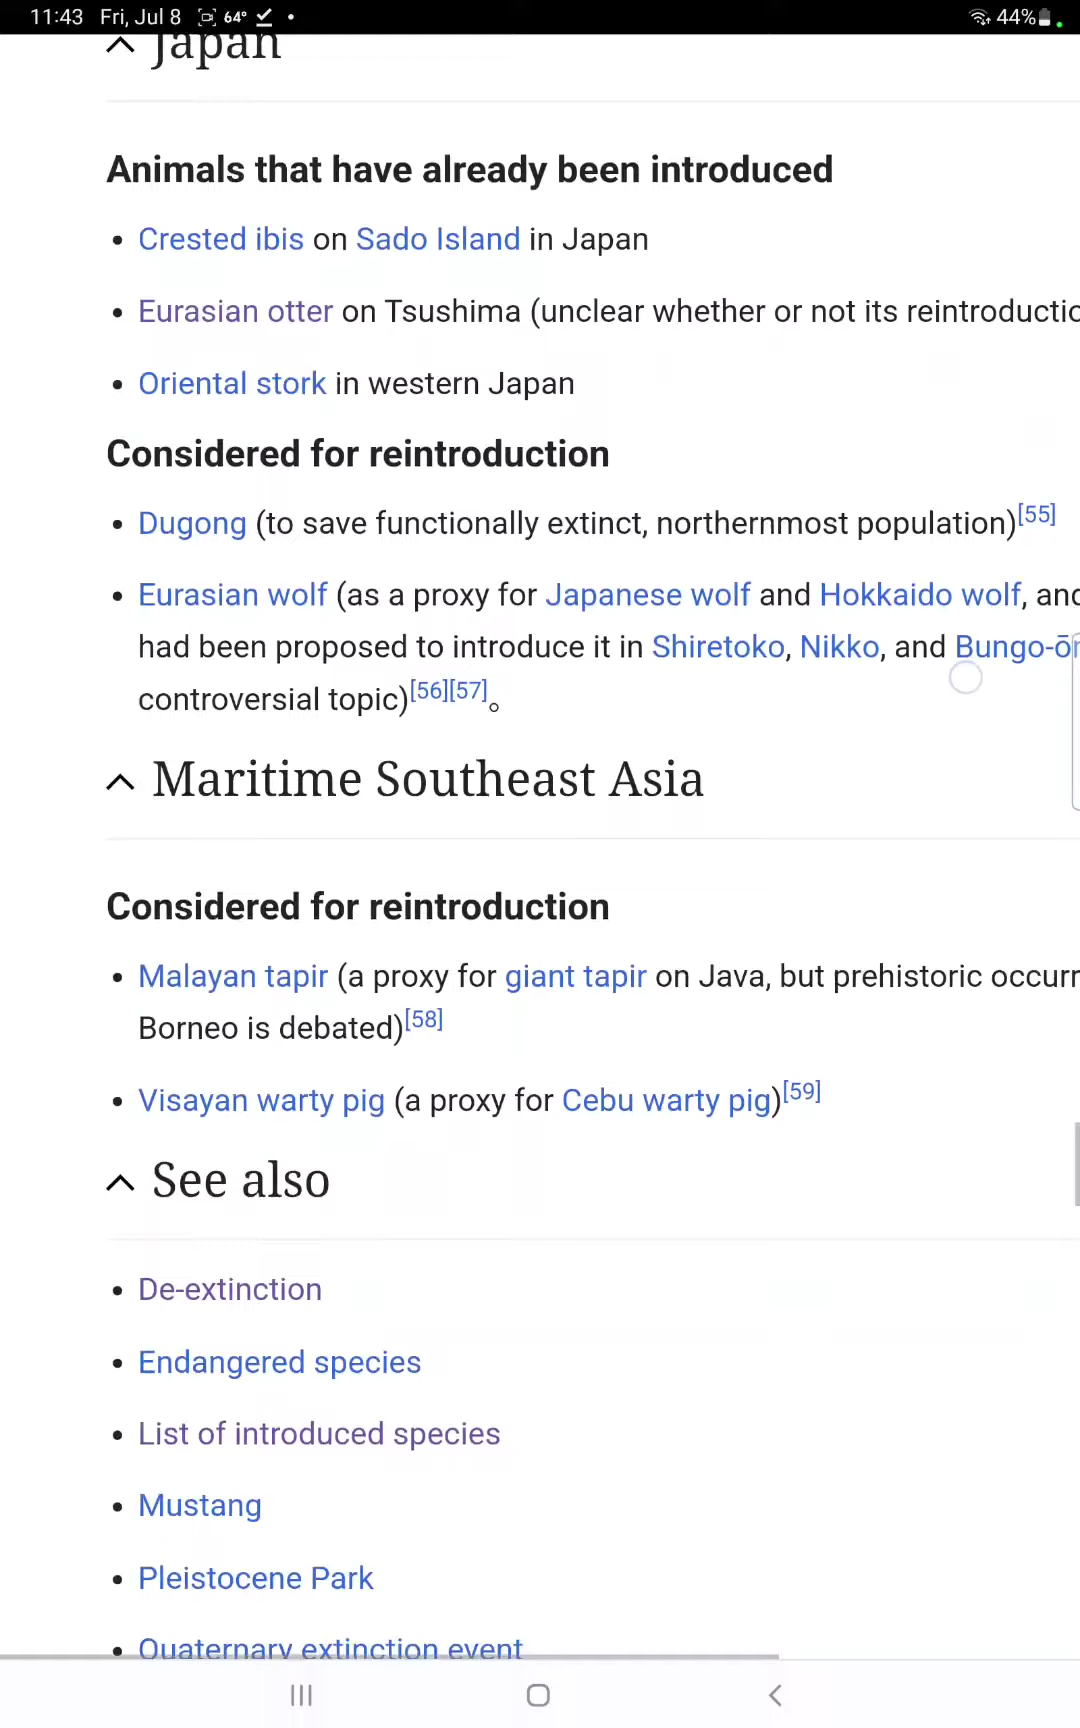 11:43 Fri, Jul 8 64° 44%
Japan
Animals that have already been introduced
• Crested ibis on Sado Island in Japan
• Eurasian otter on Tsushima (unclear whether or not its
• Oriental stork in western Japan
Considered for reintroduction
• Dugong (to save functionally extinct, northernmost population)[55]
• Eurasian wolf (as a proxy for Japanese wolf and Hokkaido wolf,
had been proposed to introduce it in Shiretoko, Nikko, and
controversial topic)[56][57]。
Maritime Southeast Asia
Considered for reintroduction
• Malayan tapir (a proxy for giant tapir on Java, but prehistoric
Borneo is debated)[58]
• Visayan warty pig (a proxy for Cebu warty pig)[59]
See also
• De-extinction
• Endangered species
• List of introduced species
• Mustang
• Pleistocene Park
• Quaternary extinction event